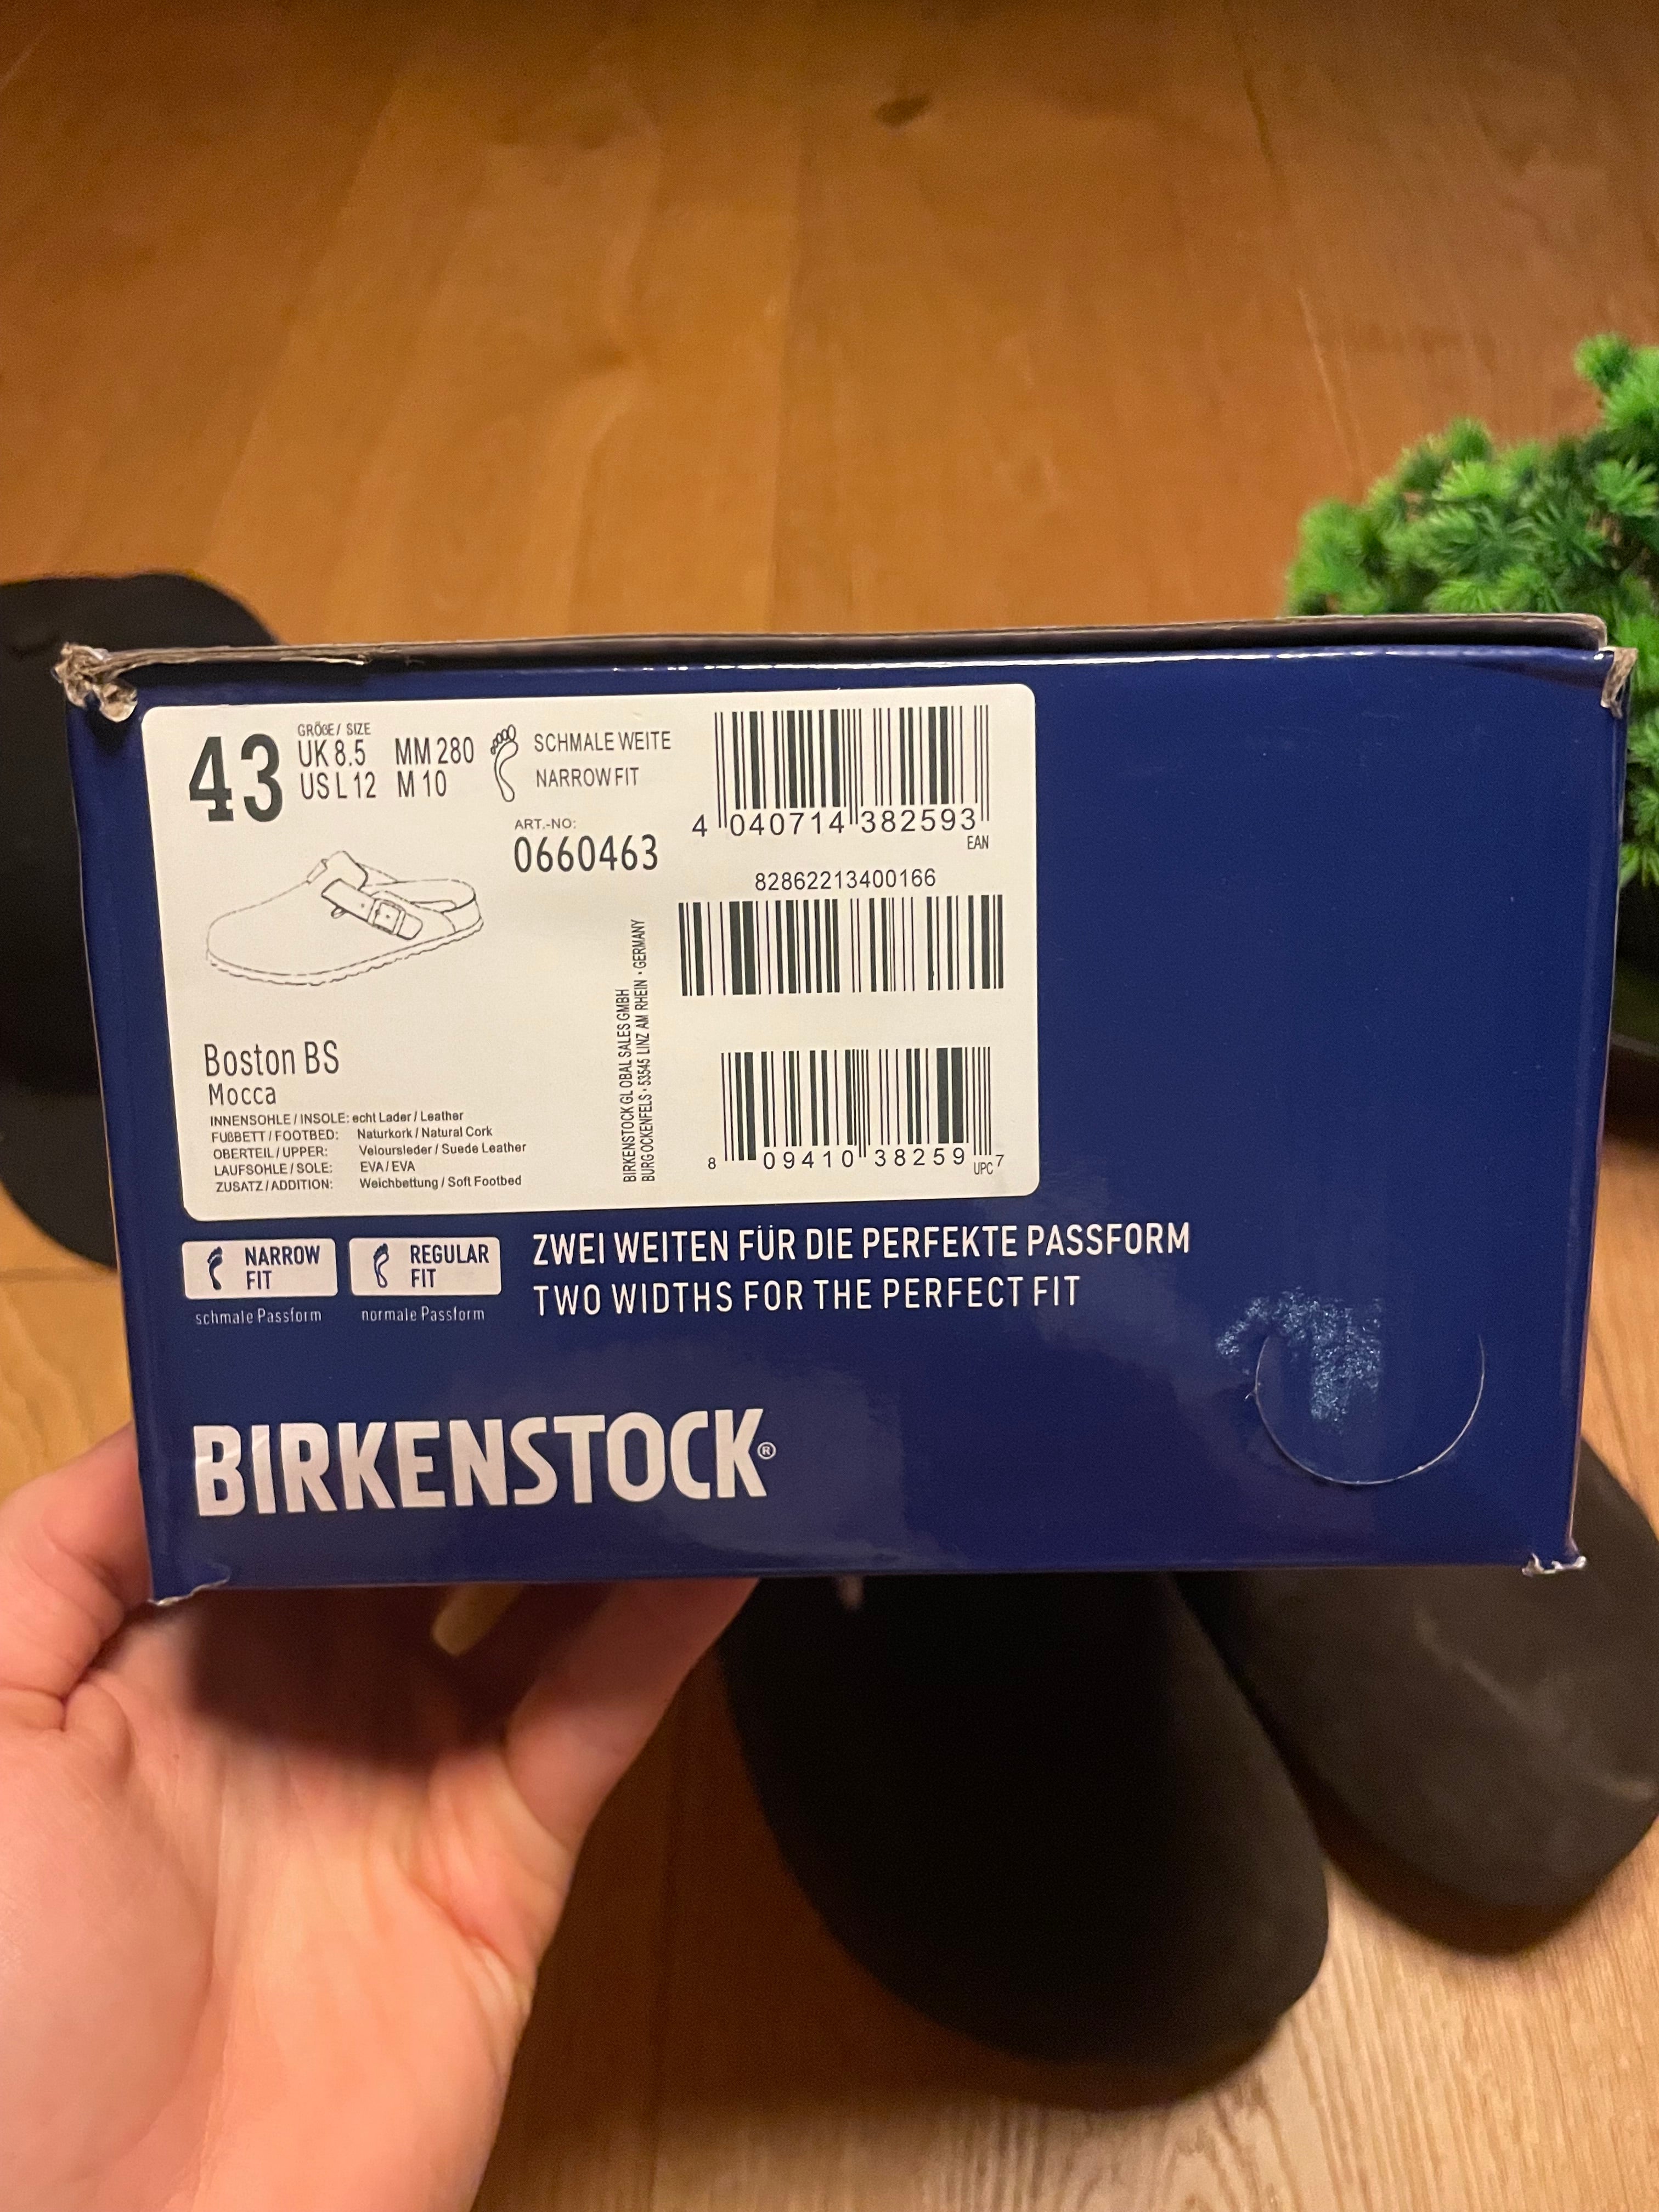 43
GRÖßE / SIZE
UK 8.5 MM 280
US L 12 M 10
SCHMALE WEITE
NARROW FIT
ART.-NO:
0660463
4 040714 382593
EAN
82862213400166
BIRKENSTOCK GLOBAL SALES GMBH
BURG OCKENFELS · 53545 LINZ AM RHEIN · GERMANY
8 09410 38259 7
UPC
Boston BS
Mocca
INNENSOHLE / INSOLE: echt Lader / Leather
FUßBETT / FOOTBED: Naturkork / Natural Cork
OBERTEIL / UPPER: Veloursleder / Suede Leather
LAUFSOHLE / SOLE: EVA / EVA
ZUSATZ / ADDITION: Weichbettung / Soft Footbed
NARROW
FIT
schmale Passform
REGULAR
FIT
normale Passform
ZWEI WEITEN FÜR DIE PERFEKTE PASSFORM
TWO WIDTHS FOR THE PERFECT FIT
BIRKENSTOCK®